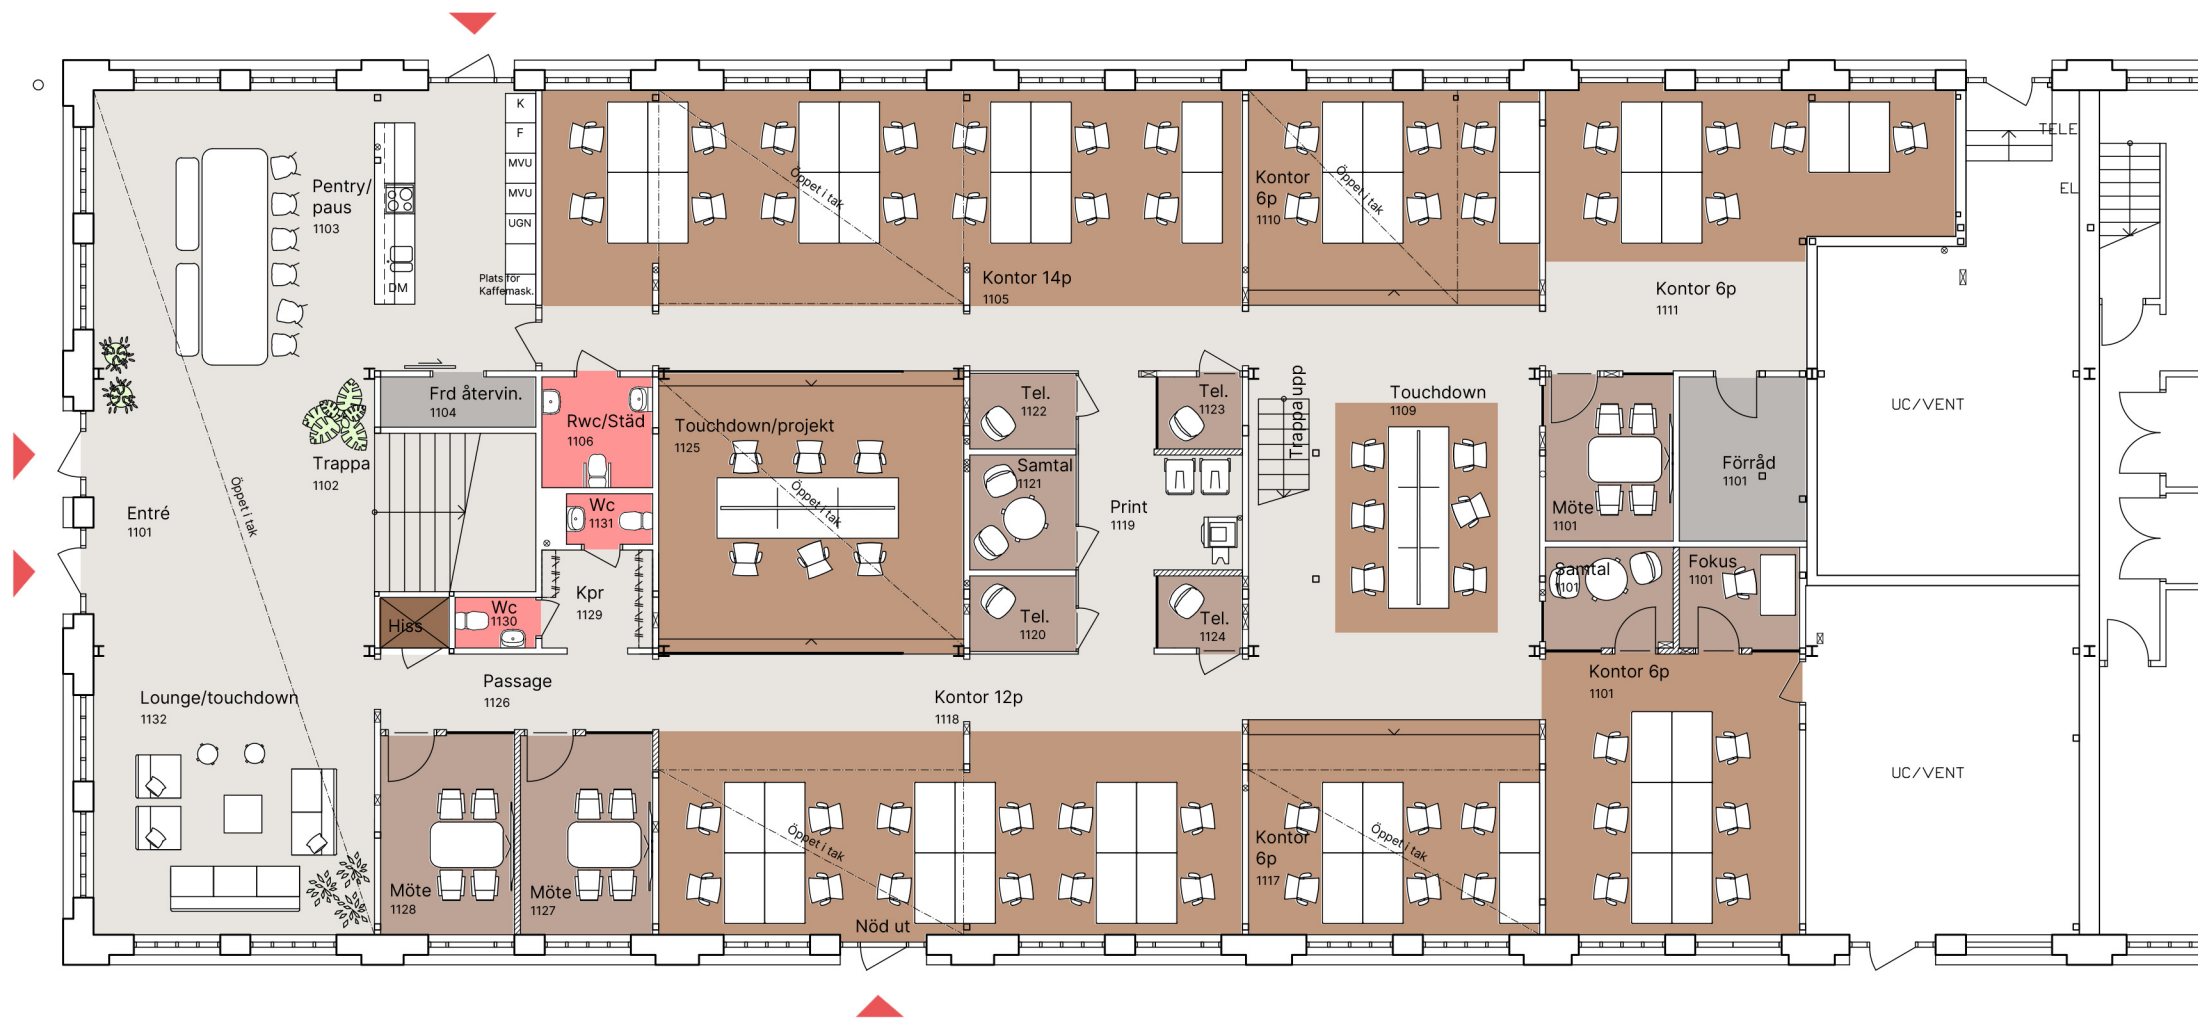 K
F
MVU
MVU
UGN
Plats för
Kaffemask.
DM
Pentry/
paus
1103
Öppet i tak
Kontor 14p
1105
Kontor
6p
1110
Öppet i tak
Kontor 6p
1111
TELE
EL
UC/VENT
Frd återvin.
1104
Rwc/Städ
1106
Trappa
1102
Entré
1101
Öppet i tak
Wc
1131
Kpr
1129
Wc
1130
Hiss
Touchdown/projekt
1125
Öppet i tak
Tel.
1122
Samtal
1121
Tel.
1120
Print
1119
Tel.
1123
Tel.
1124
Trappa upp
Touchdown
1109
Möte
1101
Förråd
1101
Samtal
1101
Fokus
1101
Kontor 6p
1101
UC/VENT
Lounge/touchdown
1132
Passage
1126
Kontor 12p
1118
Möte
1128
Möte
1127
Öppet i tak
Nöd ut
Kontor
6p
1117
Öppet i tak